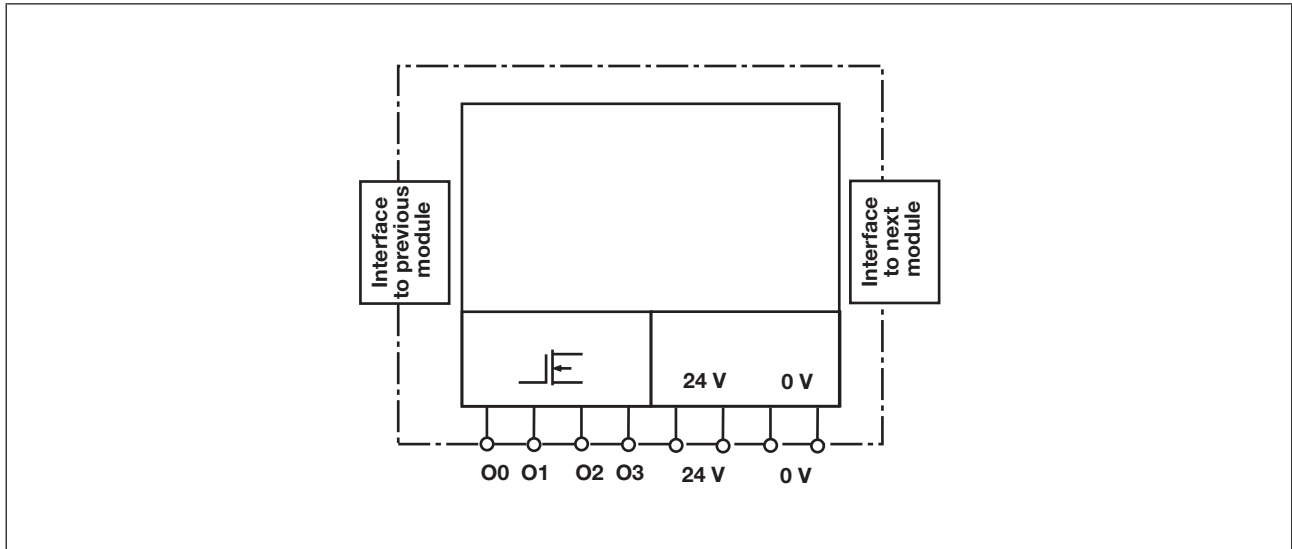 Interface
to previous
module
Interface
to next
module
24 V 0 V
O0 O1 O2 O3 24 V 0 V